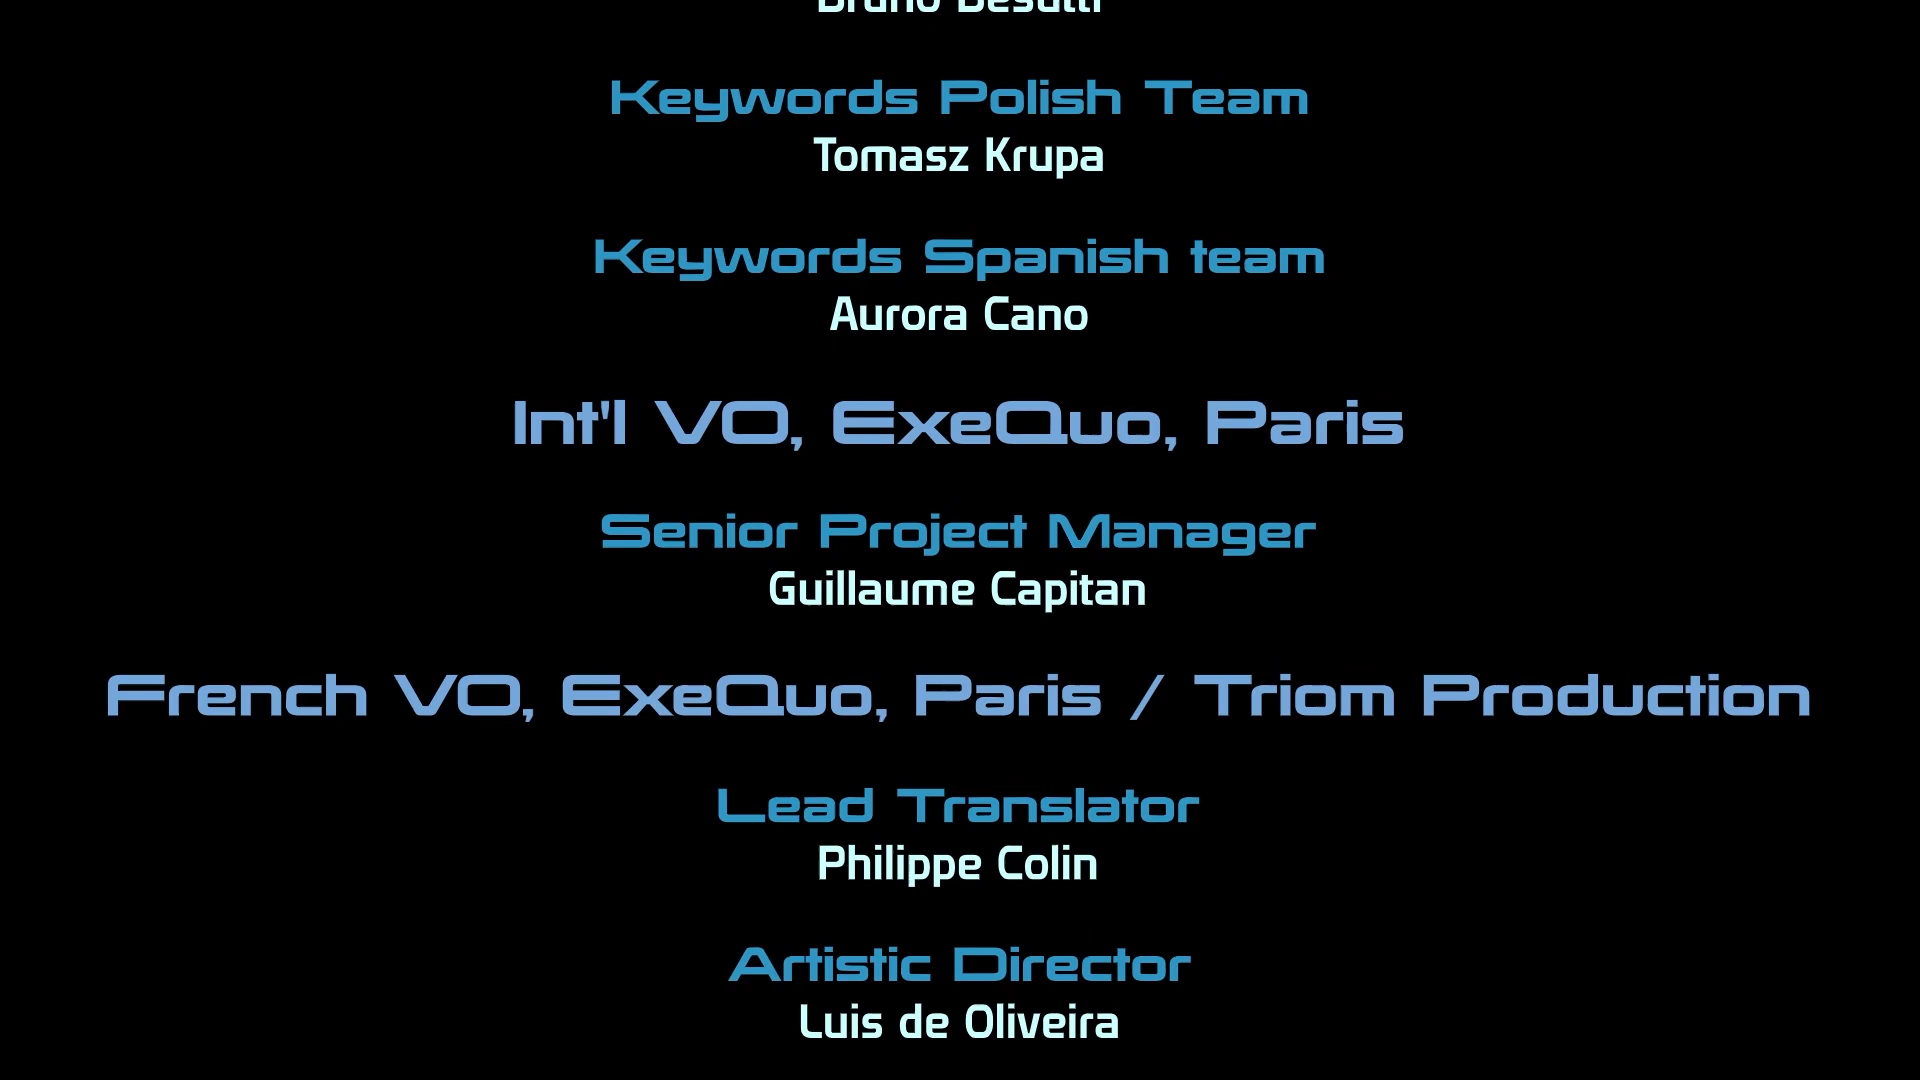 Keywords Polish Team
Tomasz Krupa
Keywords Spanish team
Aurora Cano
Int'l VO, ExeQuo, Paris
Senior Project Manager
Guillaume Capitan
French VO, ExeQuo, Paris / Triom Production
Lead Translator
Philippe Colin
Artistic Director
Luis de Oliveira